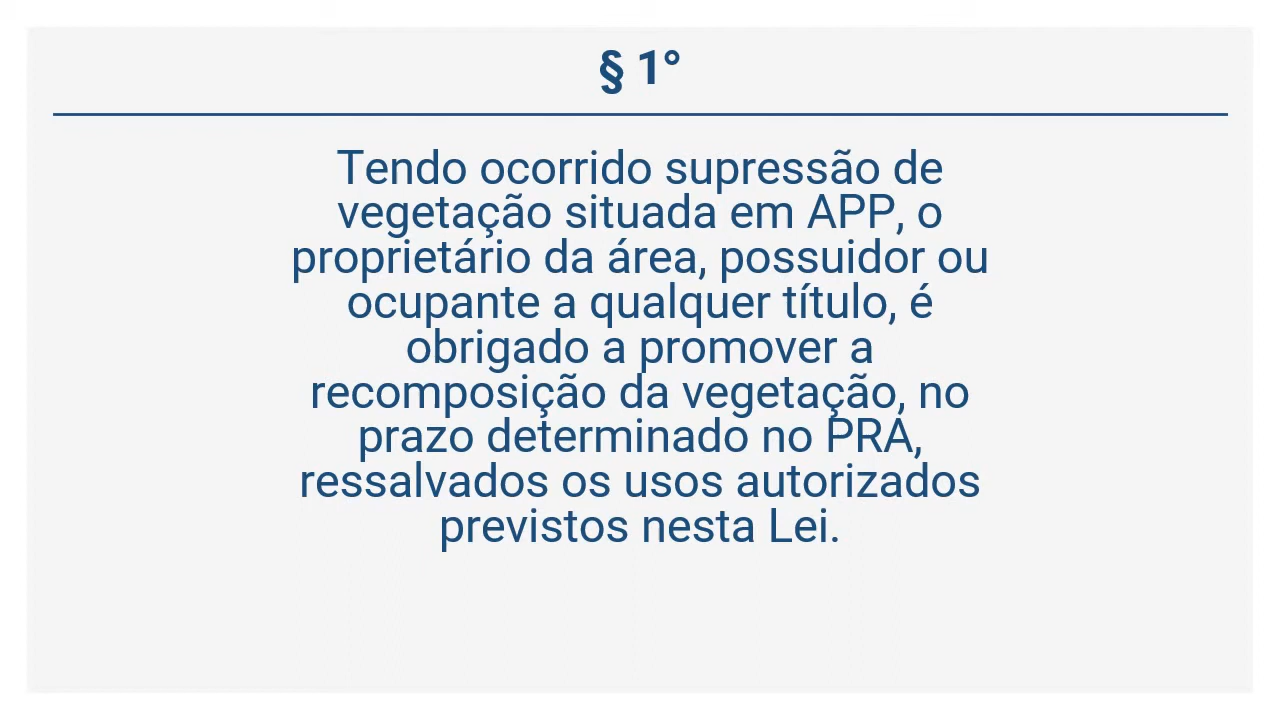 § 1°
Tendo ocorrido supressão de
vegetação situada em APP, o
proprietário da área, possuidor ou
ocupante a qualquer título, é
obrigado a promover a
recomposição da vegetação, no
prazo determinado no PRA,
ressalvados os usos autorizados
previstos nesta Lei.